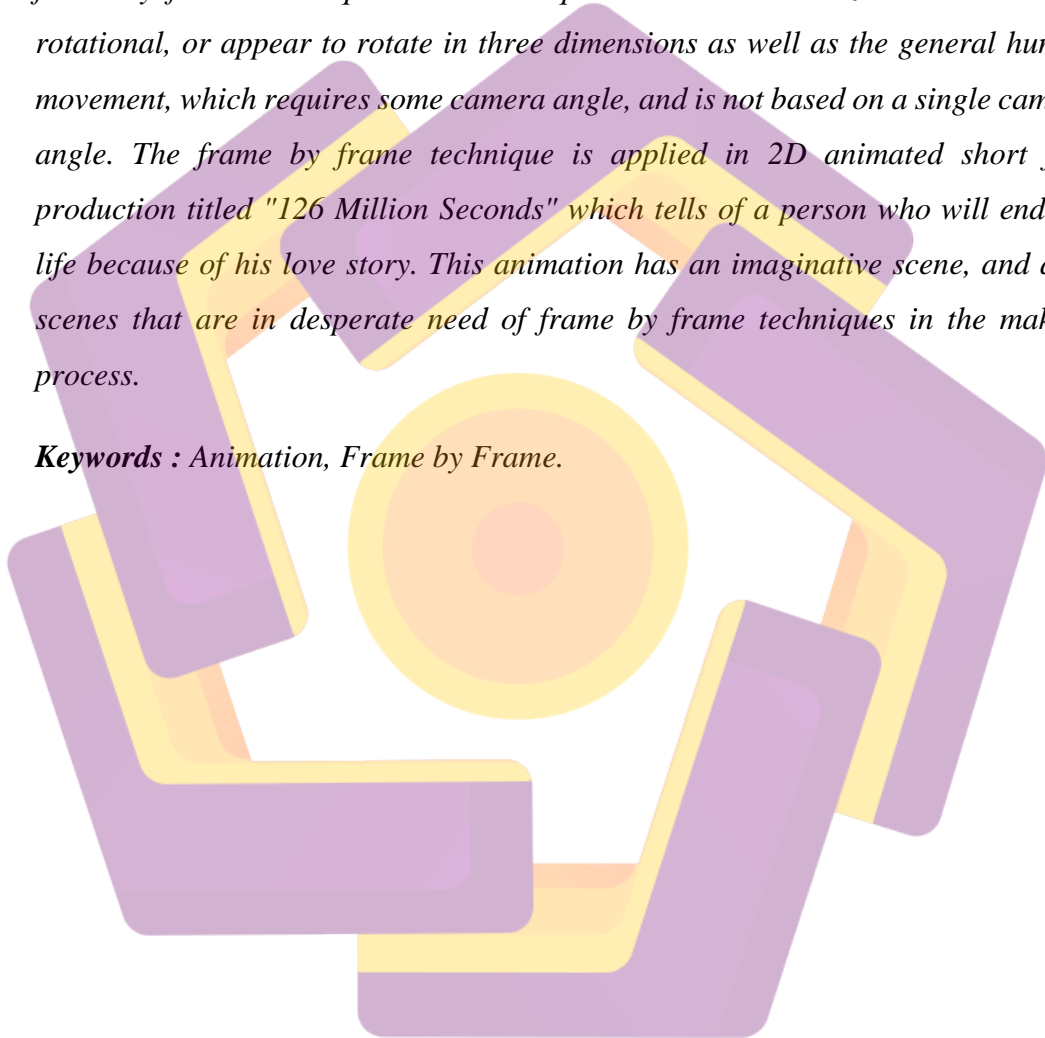 rotational, or appear to rotate in three dimensions as well as the general
movement, which requires some camera angle, and is not based on a single
angle. The frame by frame technique is applied in 2D animated short
production titled "126 Million Seconds" which tells of a person who will end
life because of his love story. This animation has an imaginative scene, and
scenes that are in desperate need of frame by frame techniques in the
process.
Keywords : Animation, Frame by Frame.